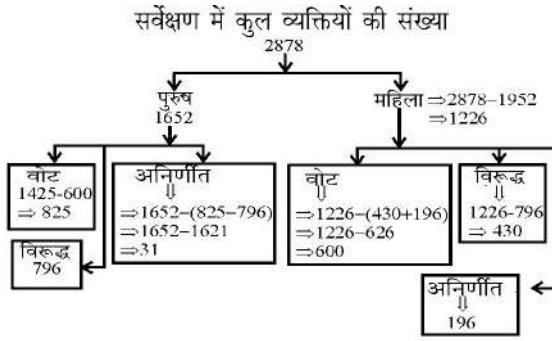 सर्वेक्षण में कुल व्यक्तियों की संख्या
2878
पुरुष
1652
महिला ⇒2878−1952
⇒1226
वोट
1425-600
⇒ 825
विरूद्ध
796
अनिर्णीत
⇓
⇒1652−(825−796)
⇒1652−1621
⇒31
वोट
⇓
⇒1226−(430+196)
⇒1226−626
⇒600
विरूद्ध
⇓
1226-796
⇒ 430
अनिर्णीत
⇓
196